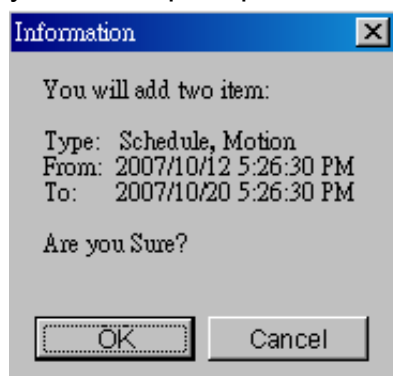 Information
You will add two item:
Type: Schedule, Motion
From: 2007/10/12 5:26:30 PM
To: 2007/10/20 5:26:30 PM
Are you Sure?
OK Cancel